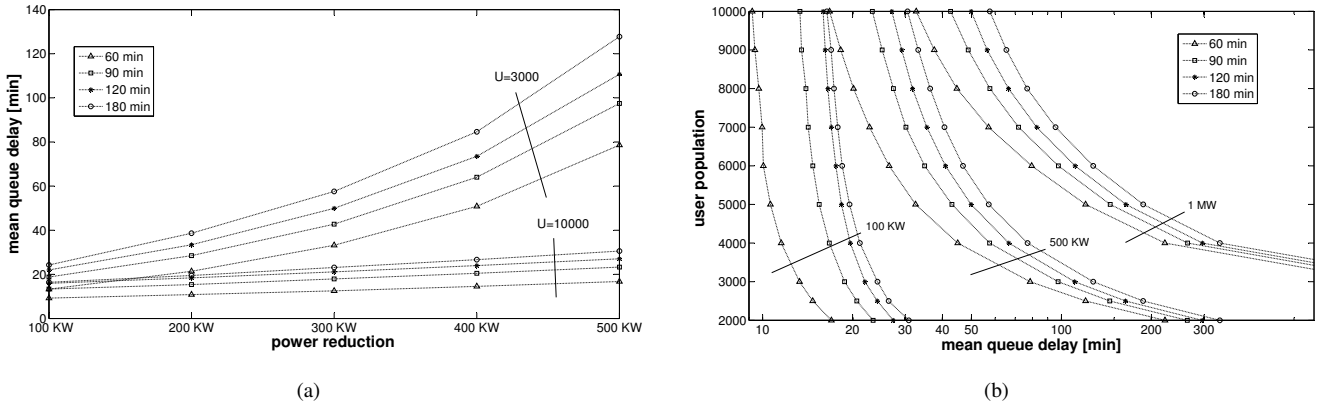 140
120
100
80
60
40
20
0
mean queue delay [min]
60 min
90 min
120 min
180 min
U=3000
U=10000
100 KW
200 KW
300 KW
400 KW
500 KW
power reduction
(a)
10000
9000
8000
7000
6000
5000
4000
3000
2000
user population
60 min
90 min
120 min
180 min
1 MW
100 KW
500 KW
10
20
30
50
100
200
300
mean queue delay [min]
(b)